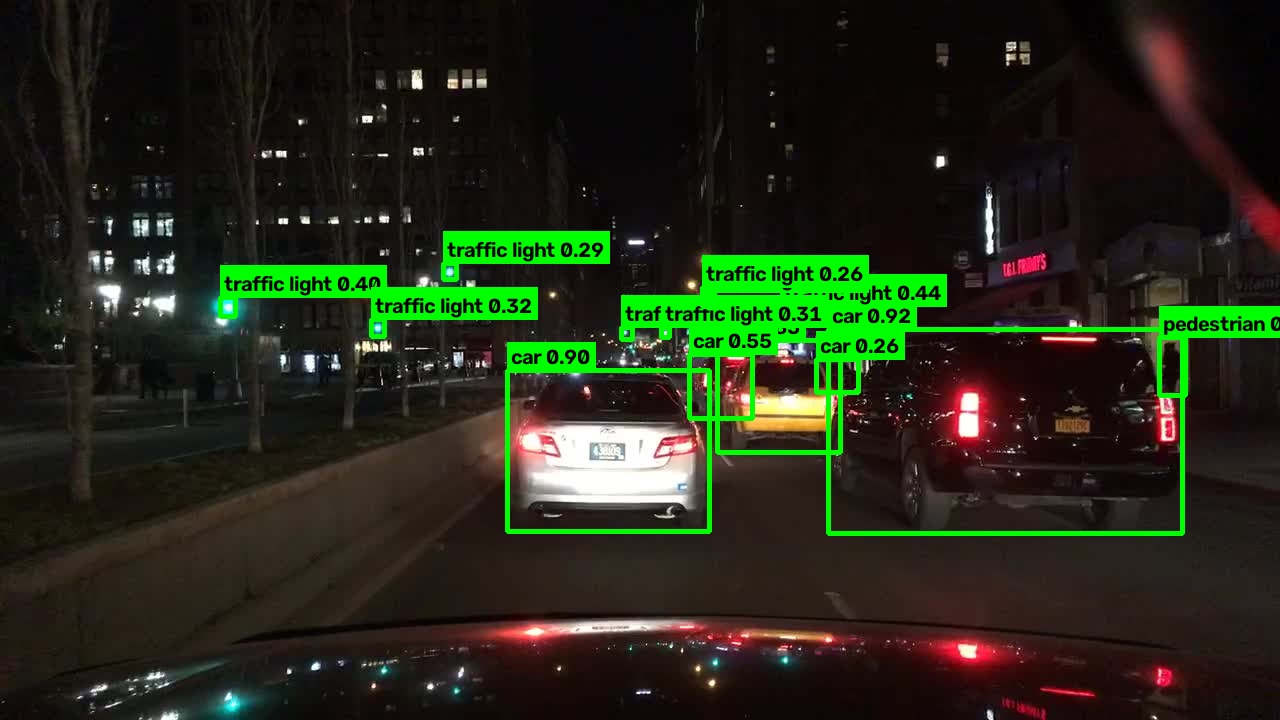 traffic light 0.29
traffic light 0.40
traffic light 0.32
traffic light 0.26
light 0.44
traf
traffic light 0.31
car 0.92
pedestrian 0
car 0.55
car 0.26
car 0.90
T.G.I. FRIDAY'S